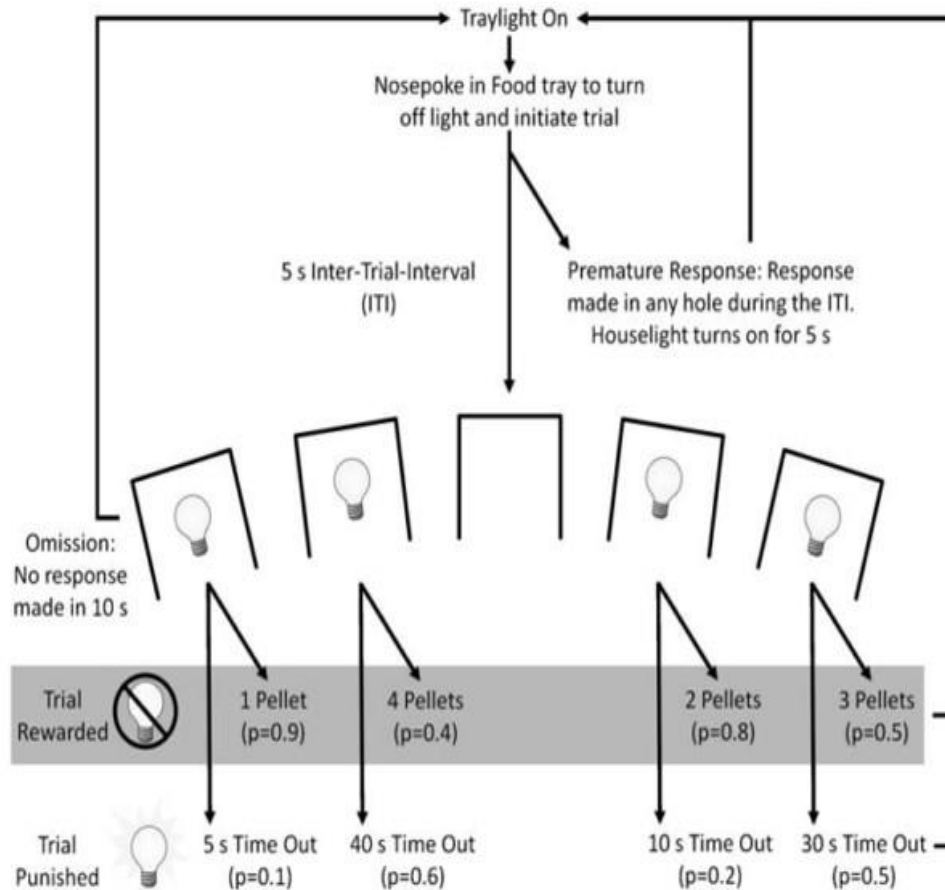 Traylight On
Nosepoke in Food tray to turn
off light and initiate trial
5 s Inter-Trial-Interval
(ITI)
Premature Response: Response
made in any hole during the ITI.
Houselight turns on for 5 s
Omission:
No response
made in 10 s
Trial
Rewarded
1 Pellet
(p=0.9)
4 Pellets
(p=0.4)
2 Pellets
(p=0.8)
3 Pellets
(p=0.5)
Trial
Punished
5 s Time Out
(p=0.1)
40 s Time Out
(p=0.6)
10 s Time Out
(p=0.2)
30 s Time Out
(p=0.5)